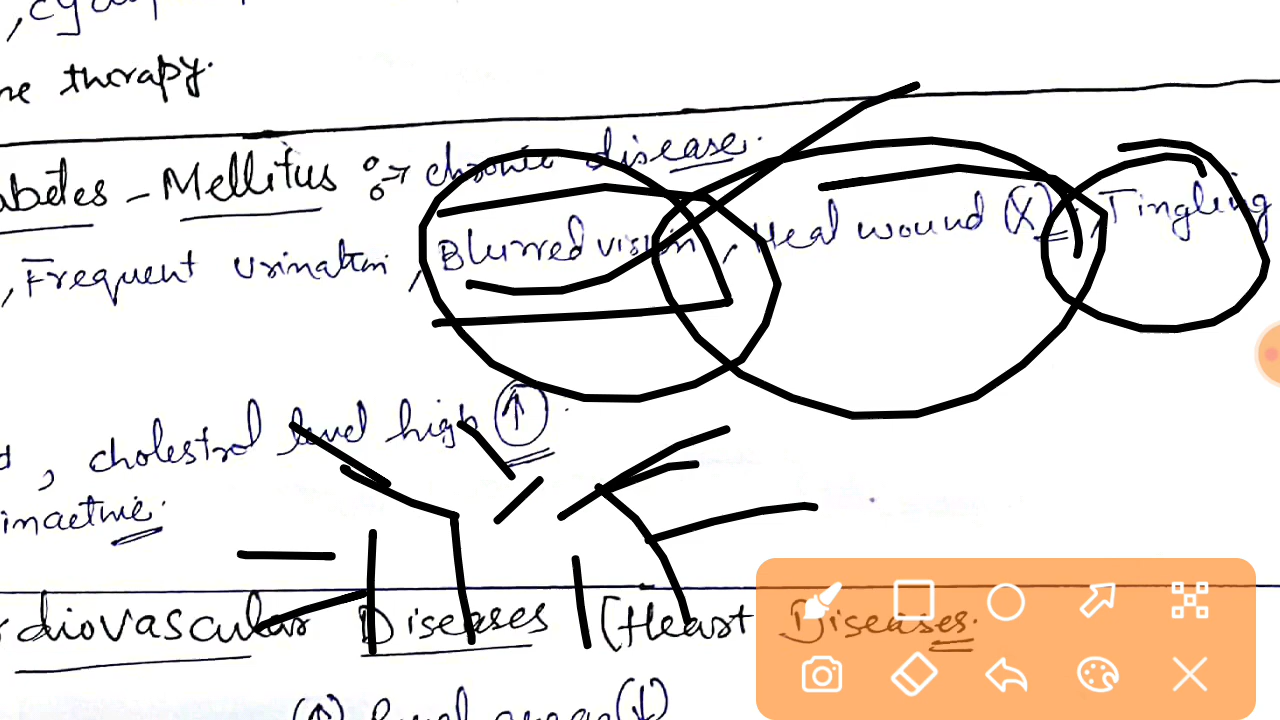 therapy.
abetes - Mellitus :→ chronic disease.
, Frequent urination , Blurred vision , Heal wound (X) , Tingling
, cholestrol level high (↑) .
inactive.
rdiovascular Diseases [Heart Diseases.
(↑)
(↓)